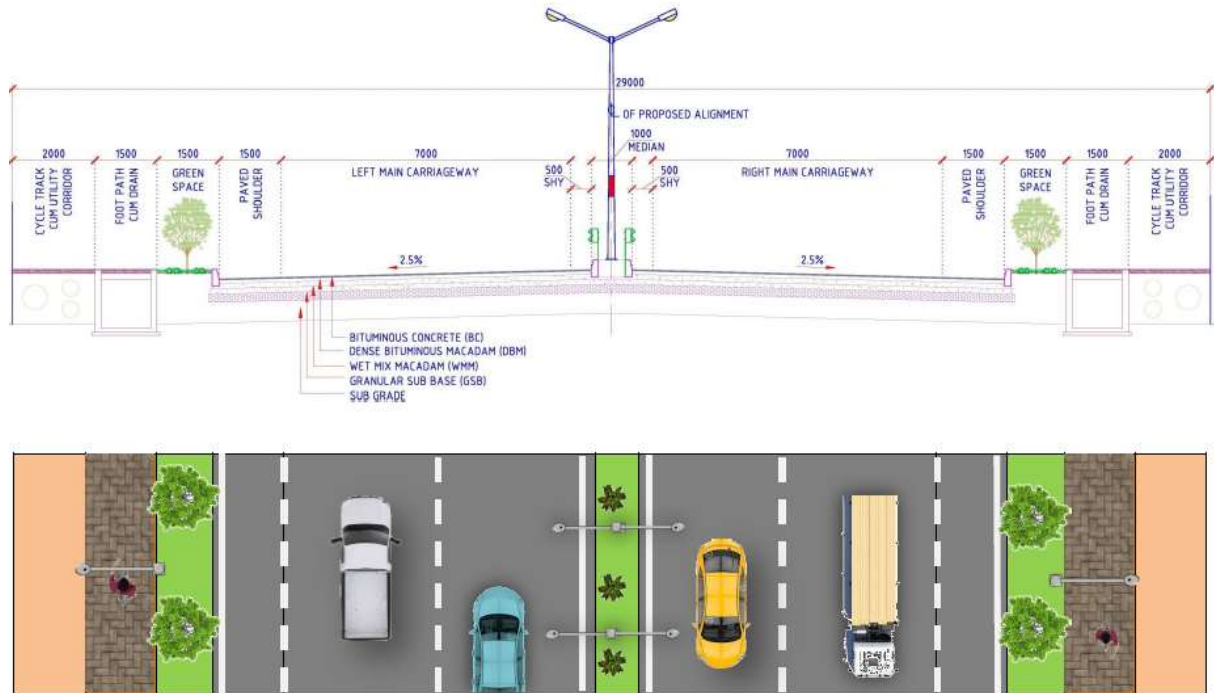 29000
OF PROPOSED ALIGNMENT
1000
MEDIAN
2000
1500
1500
1500
7000
7000
1500
1500
1500
2000
CYCLE TRACK
CUM UTILITY
CORRIDOR
FOOT PATH
CUM DRAIN
GREEN
SPACE
PAVED
SHOULDER
LEFT MAIN CARRIAGEWAY
500
SHY
500
SHY
RIGHT MAIN CARRIAGEWAY
PAVED
SHOULDER
GREEN
SPACE
FOOT PATH
CUM DRAIN
CYCLE TRACK
CUM UTILITY
CORRIDOR
2.5%
2.5%
BITUMINOUS CONCRETE (BC)
DENSE BITUMINOUS MACADAM (DBM)
WET MIX MACADAM (WMM)
GRANULAR SUB BASE (GSB)
SUB GRADE